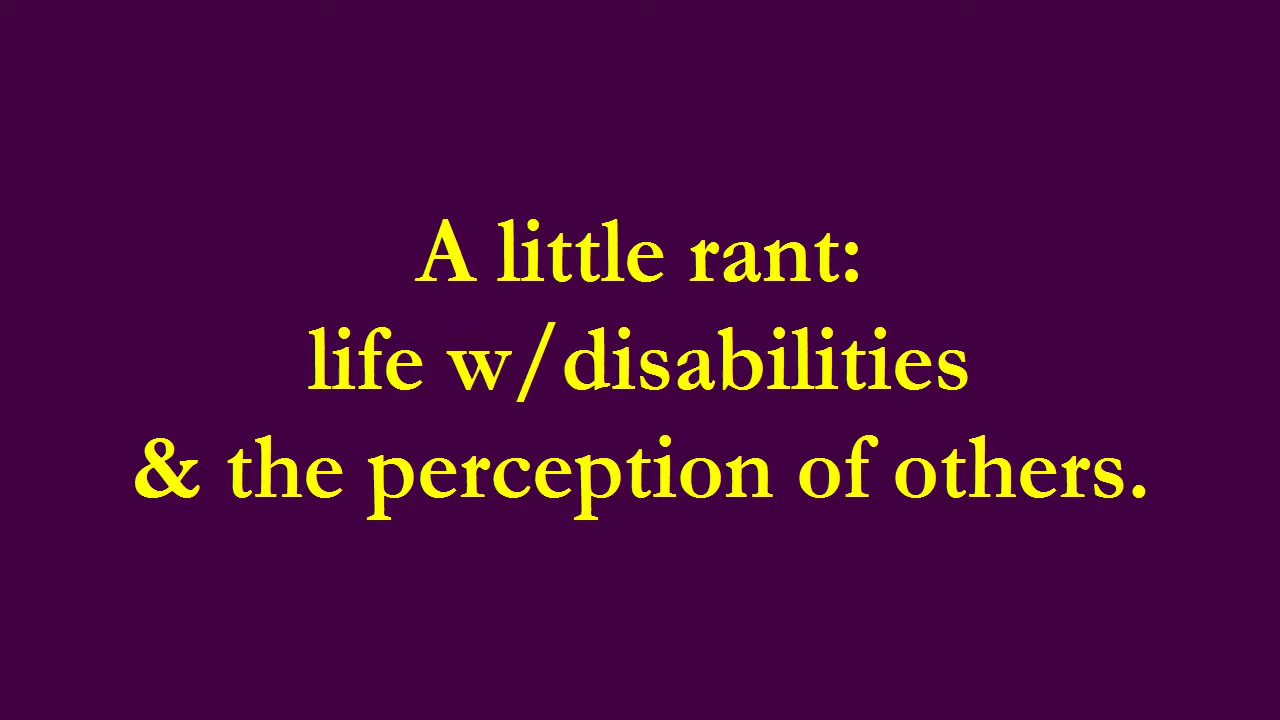 A little rant:
life w/disabilities
& the perception of others.